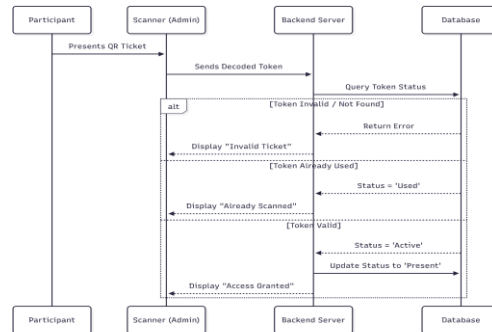 Participant Scanner (Admin) Backend Server Database
Presents QR Ticket
Sends Decoded Token
Query Token Status
alt [Token Invalid / Not Found]
Return Error
Display "Invalid Ticket"
[Token Already Used]
Status = 'Used'
Display "Already Scanned"
[Token Valid]
Status = 'Active'
Update Status to 'Present'
Display "Access Granted"
Participant Scanner (Admin) Backend Server Database